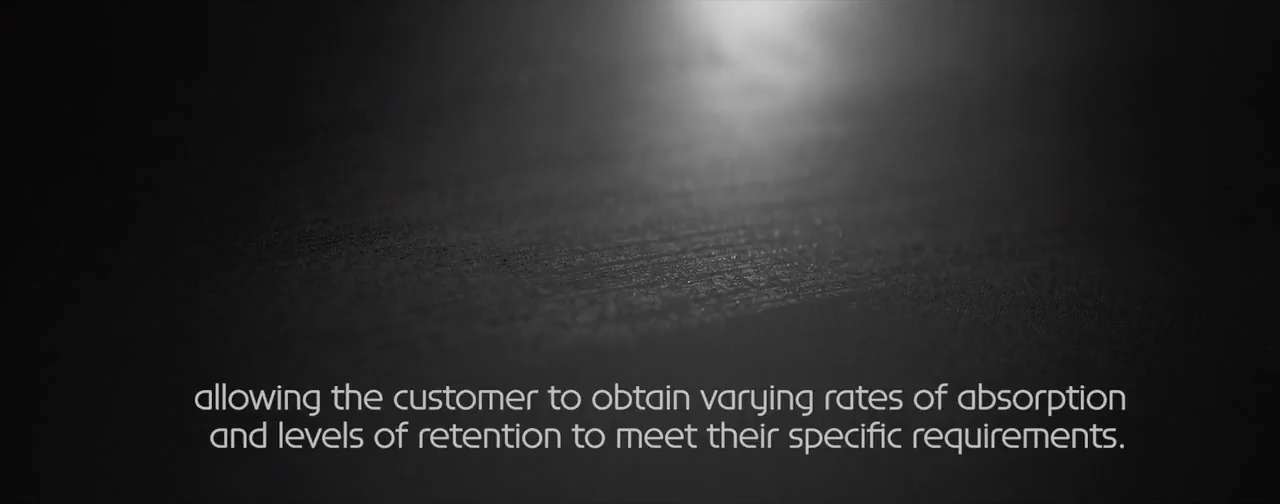 allowing the customer to obtain varying rates of absorption
and levels of retention to meet their specific requirements.